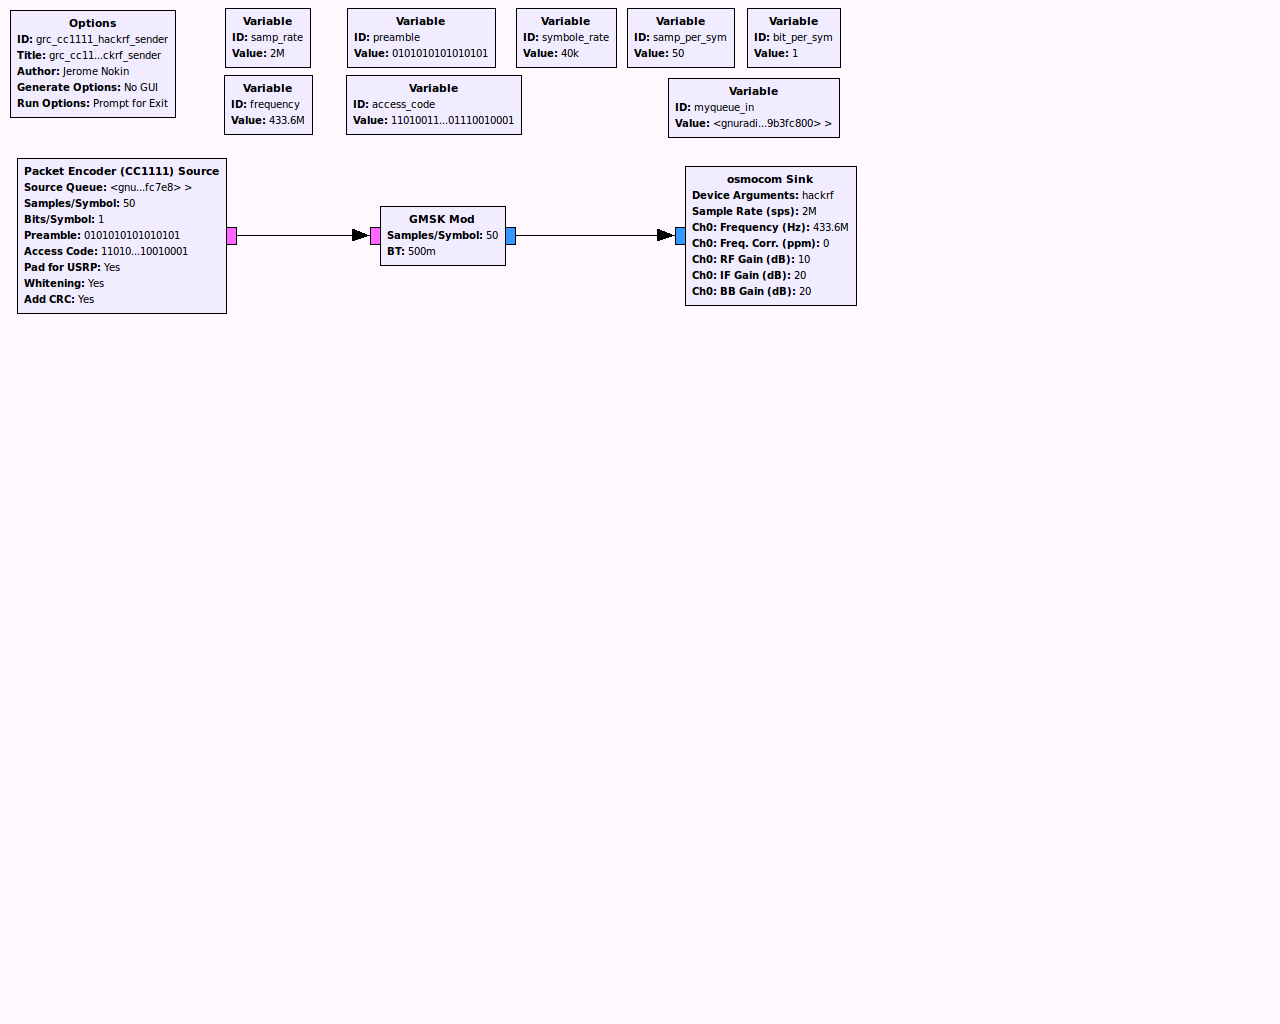 Options
ID: grc_cc1111_hackrf_sender
Title: grc_cc11...ckrf_sender
Author: Jerome Nokin
Generate Options: No GUI
Run Options: Prompt for Exit
Variable
ID: samp_rate
Value: 2M
Variable
ID: preamble
Value: 0101010101010101
Variable
ID: symbole_rate
Value: 40k
Variable
ID: samp_per_sym
Value: 50
Variable
ID: bit_per_sym
Value: 1
Variable
ID: frequency
Value: 433.6M
Variable
ID: access_code
Value: 11010011...01110010001
Variable
ID: myqueue_in
Value: <gnuradi...9b3fc800> >
Packet Encoder (CC1111) Source
Source Queue: <gnu...fc7e8> >
Samples/Symbol: 50
Bits/Symbol: 1
Preamble: 0101010101010101
Access Code: 11010...10010001
Pad for USRP: Yes
Whitening: Yes
Add CRC: Yes
GMSK Mod
Samples/Symbol: 50
BT: 500m
osmocom Sink
Device Arguments: hackrf
Sample Rate (sps): 2M
Ch0: Frequency (Hz): 433.6M
Ch0: Freq. Corr. (ppm): 0
Ch0: RF Gain (dB): 10
Ch0: IF Gain (dB): 20
Ch0: BB Gain (dB): 20